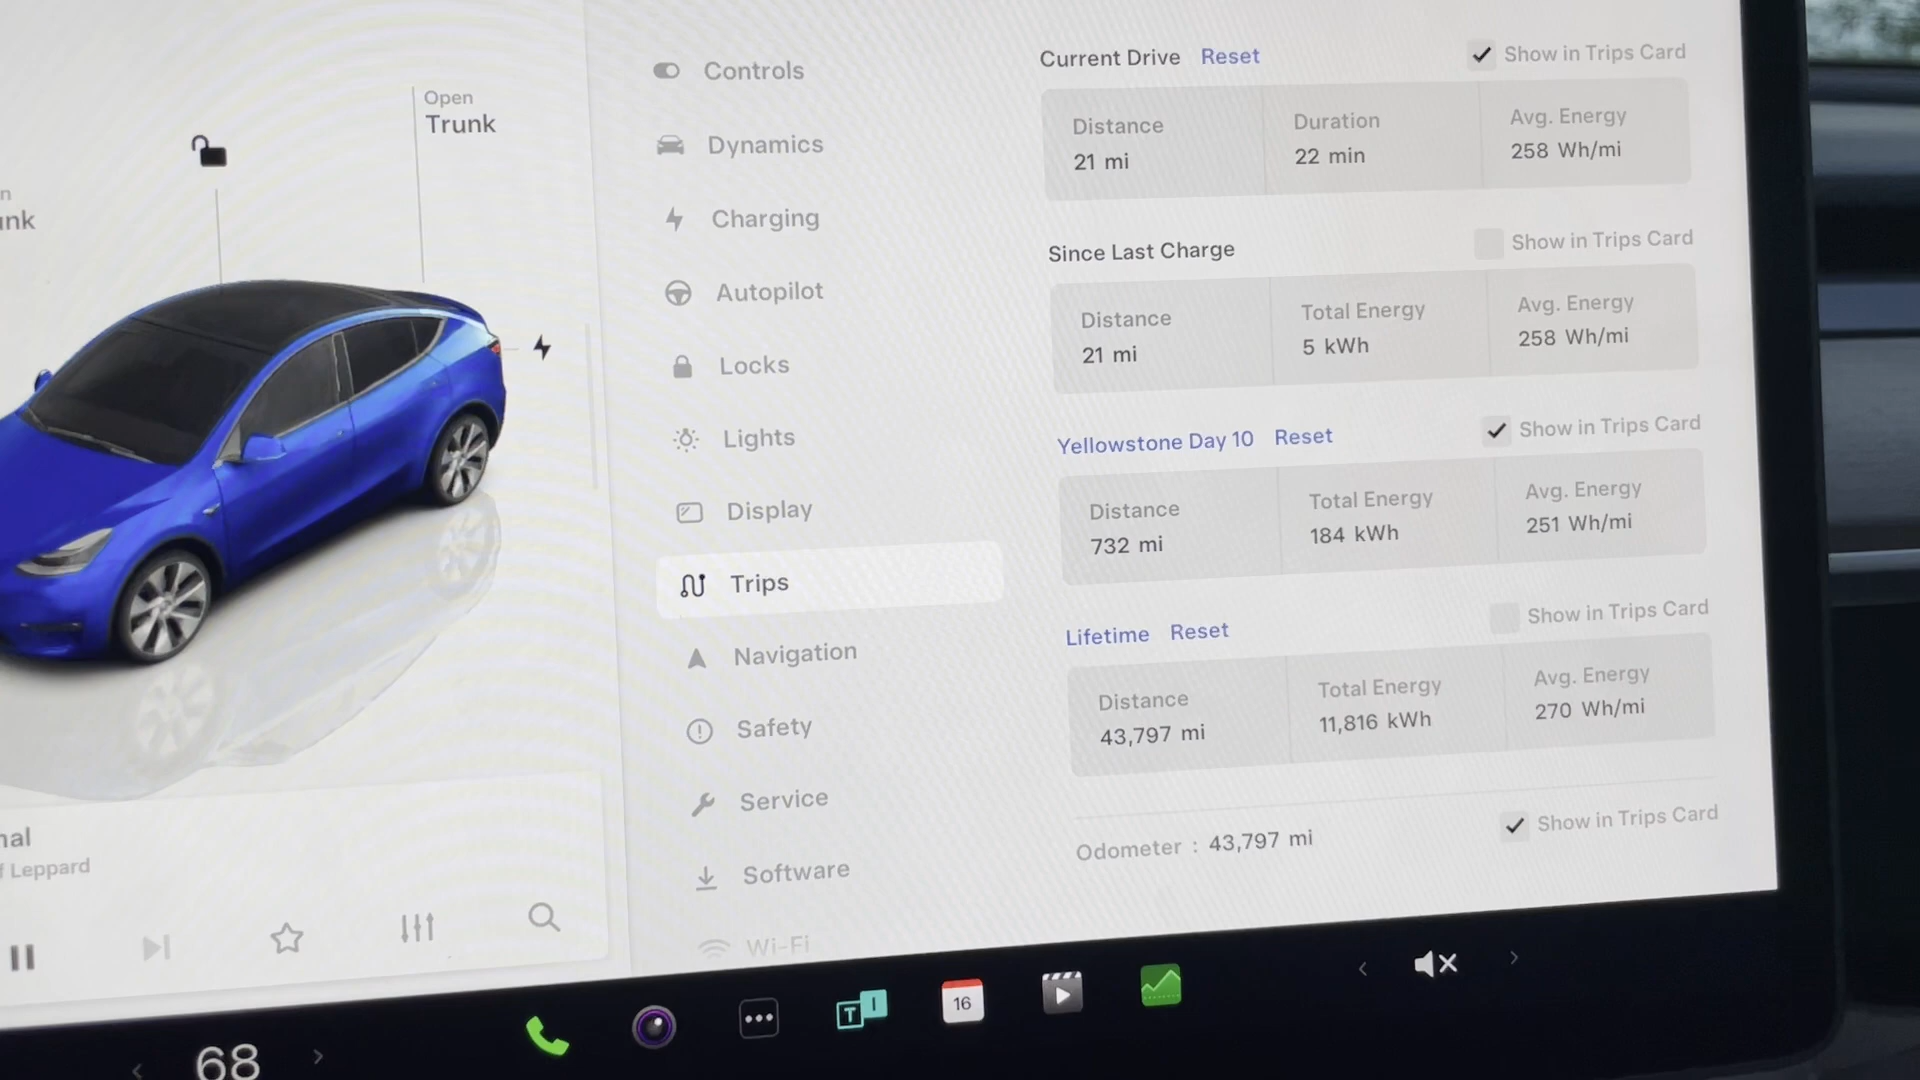 Open
Trunk
Controls
Dynamics
Charging
Autopilot
Locks
Lights
Display
Trips
Navigation
Safety
Service
Software
Wi-Fi
Current Drive Reset
Show in Trips Card
Distance
21 mi
Duration
22 min
Avg. Energy
258 Wh/mi
Since Last Charge
Show in Trips Card
Distance
21 mi
Total Energy
5 kWh
Avg. Energy
258 Wh/mi
Yellowstone Day 10 Reset
Show in Trips Card
Distance
732 mi
Total Energy
184 kWh
Avg. Energy
251 Wh/mi
Lifetime Reset
Show in Trips Card
Distance
43,797 mi
Total Energy
11,816 kWh
Avg. Energy
270 Wh/mi
Odometer : 43,797 mi
Show in Trips Card
Leppard
68
T I
16